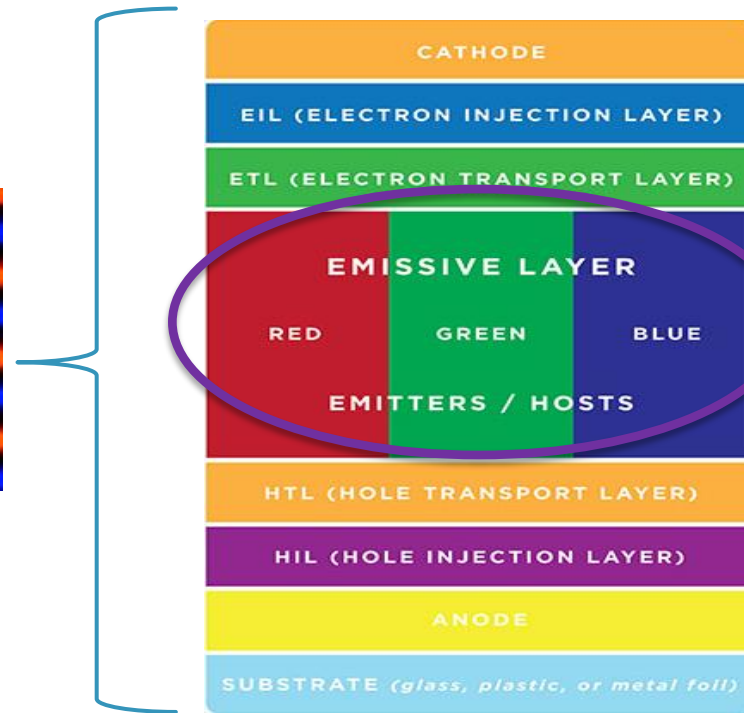 CATHODE
EIL (ELECTRON INJECTION LAYER)
ETL (ELECTRON TRANSPORT LAYER)
EMISSIVE LAYER
RED GREEN BLUE
EMITTERS / HOSTS
HTL (HOLE TRANSPORT LAYER)
HIL (HOLE INJECTION LAYER)
ANODE
SUBSTRATE (glass, plastic, or metal foil)